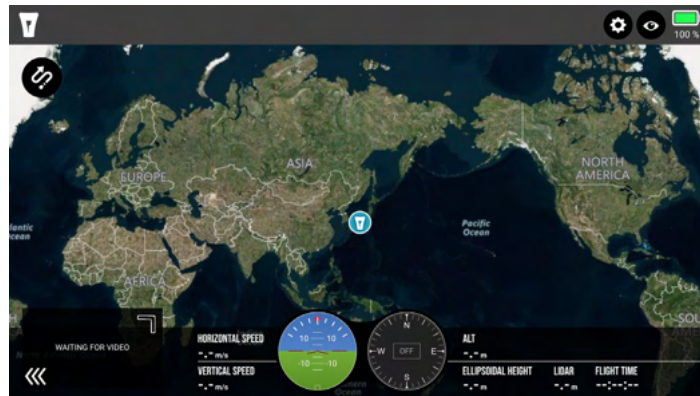 100 %
ASIA
EUROPE
NORTH
AMERICA
Pacific
Ocean
AFRICA
WAITING FOR VIDEO
HORIZONTAL SPEED
-.- m/s
VERTICAL SPEED
-.- m/s
10 10
-10 -10
N
W OFF E
S
ALT
-.- m
ELLIPSOIDAL HEIGHT LIDAR FLIGHT TIME
-.- m -.- m --:--:--